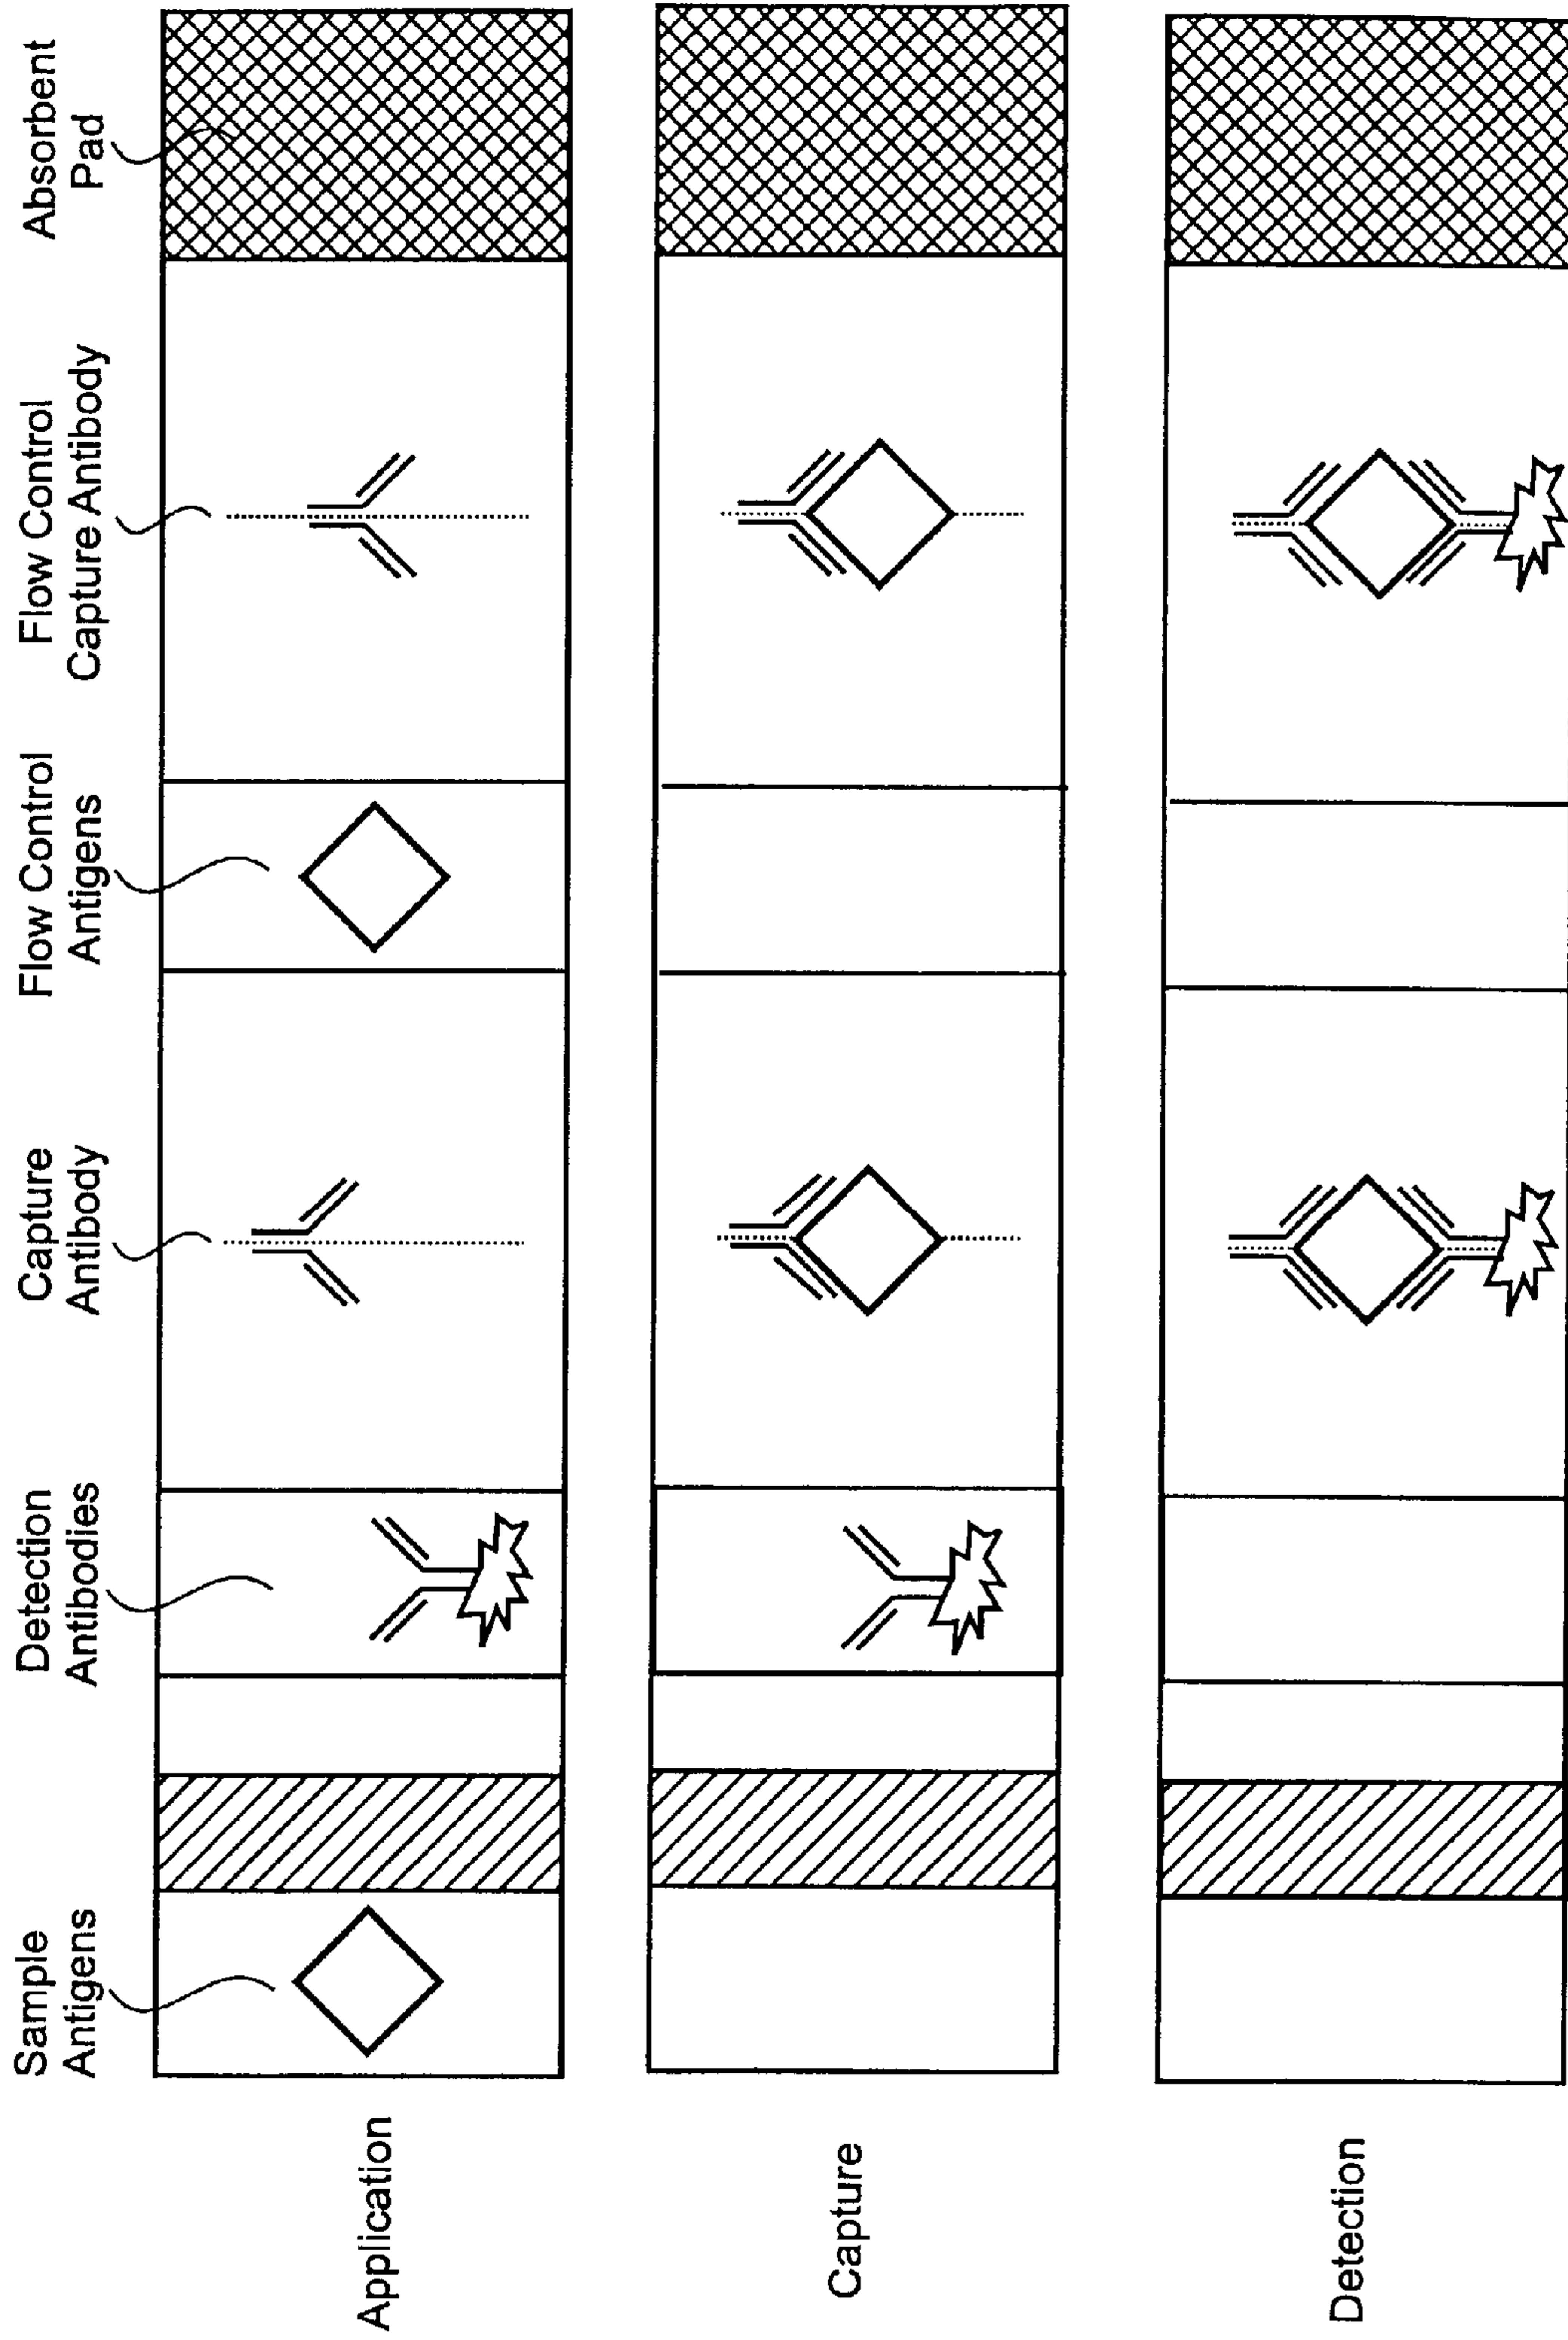 Sample
Antigens
Detection
Antibodies
Capture
Antibody
Flow Control
Antigens
Flow Control
Capture Antibody
Absorbent
Pad
Application
Capture
Detection